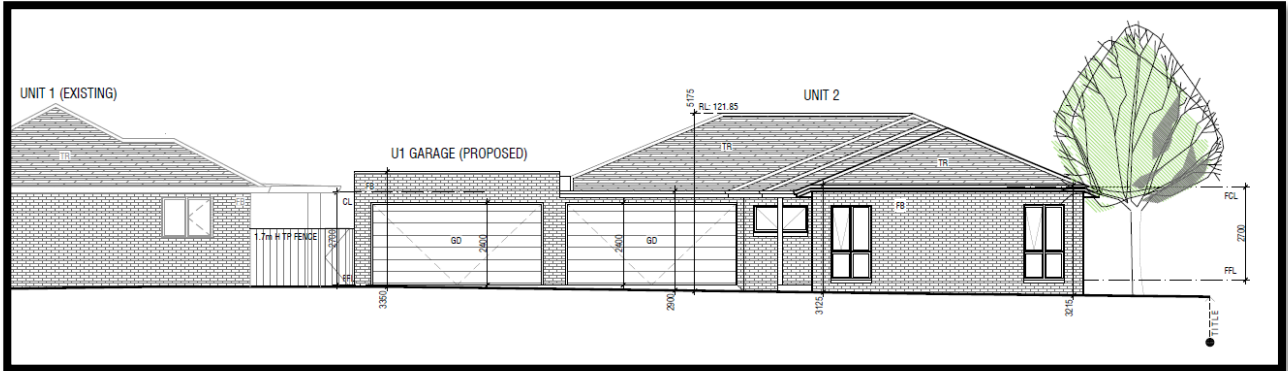 UNIT 1 (EXISTING)
U1 GARAGE (PROPOSED)
UNIT 2
RL: 121.85
5175
TR
TR
TR
FB
CL
FCL
1.7m H TP FENCE
2700
GD
2400
GD
2400
FB
2700
FFL
FFL
3350
2900
3125
3215
TITLE